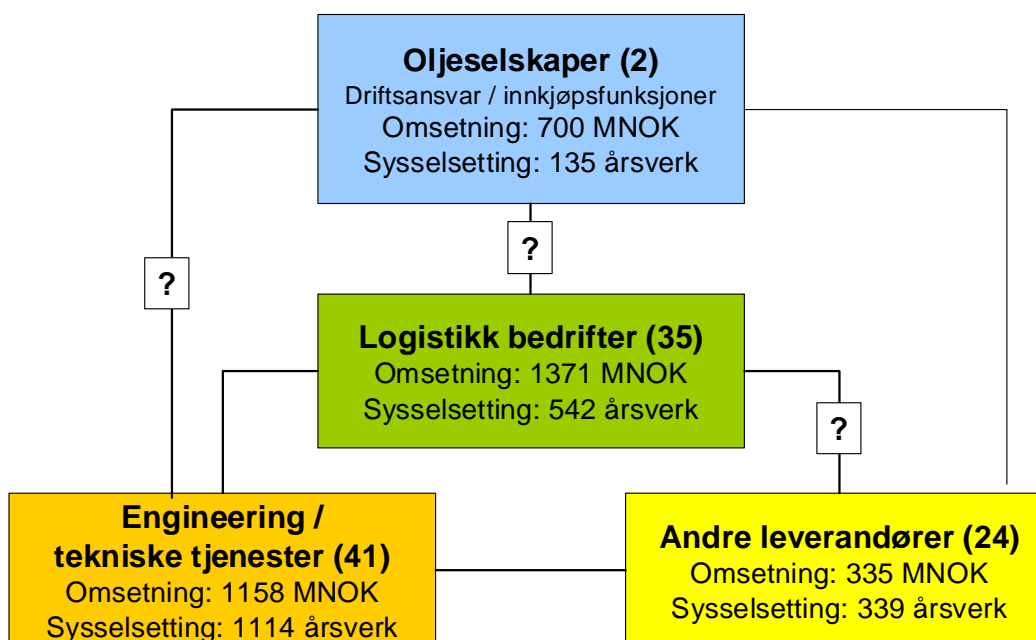 Oljeselskaper (2)
Driftsansvar / innkjøpsfunksjoner
Omsetning: 700 MNOK
Sysselsetting: 135 årsverk
?
?
Logistikk bedrifter (35)
Omsetning: 1371 MNOK
Sysselsetting: 542 årsverk
?
Engineering /
tekniske tjenester (41)
Omsetning: 1158 MNOK
Sysselsetting: 1114 årsverk
Andre leverandører (24)
Omsetning: 335 MNOK
Sysselsetting: 339 årsverk